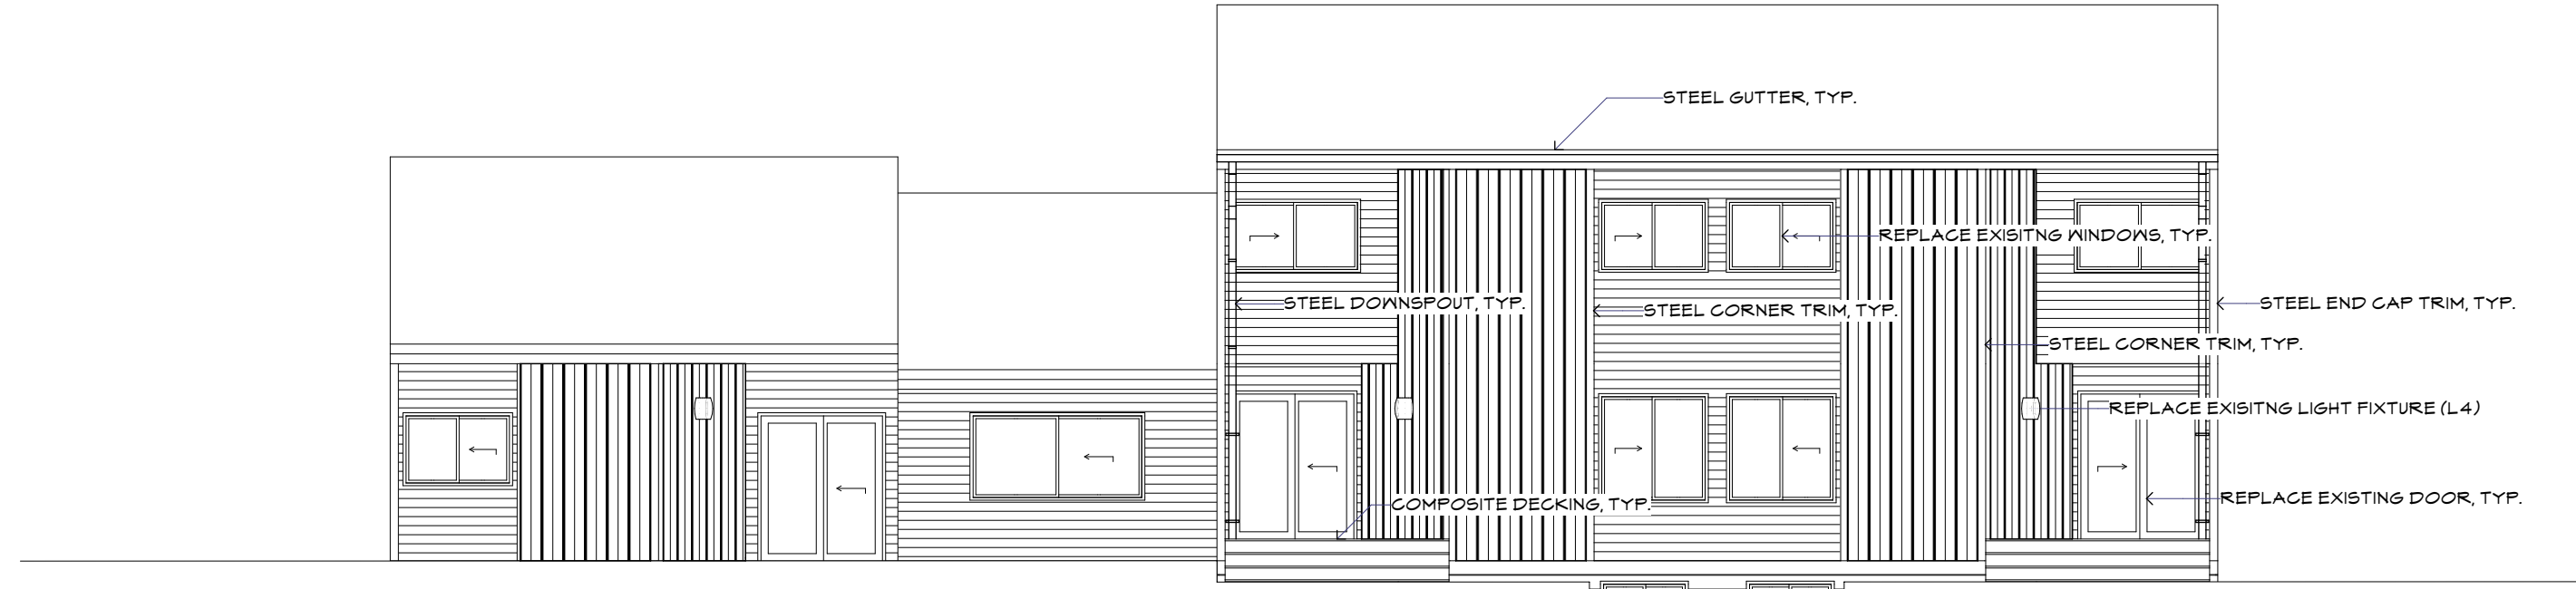 STEEL GUTTER, TYP.
REPLACE EXISITNG WINDOWS, TYP.
STEEL DOWNSPOUT, TYP.
STEEL CORNER TRIM, TYP.
STEEL END CAP TRIM, TYP.
STEEL CORNER TRIM, TYP.
REPLACE EXISITNG LIGHT FIXTURE (L4)
COMPOSITE DECKING, TYP.
REPLACE EXISTING DOOR, TYP.